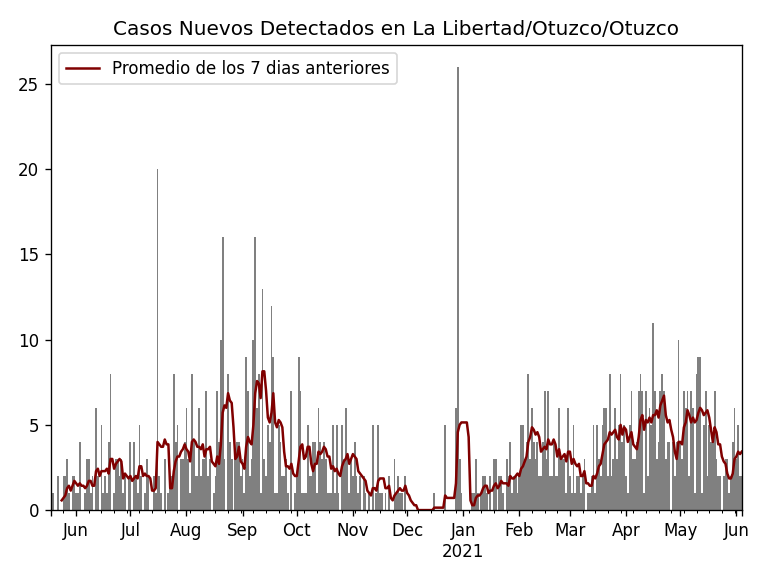 Casos Nuevos Detectados en La Libertad/Otuzco/Otuzco
Promedio de los 7 dias anteriores
25
20
15
10
5
0
Jun Jul Aug Sep Oct Nov Dec Jan Feb Mar Apr May Jun
2021